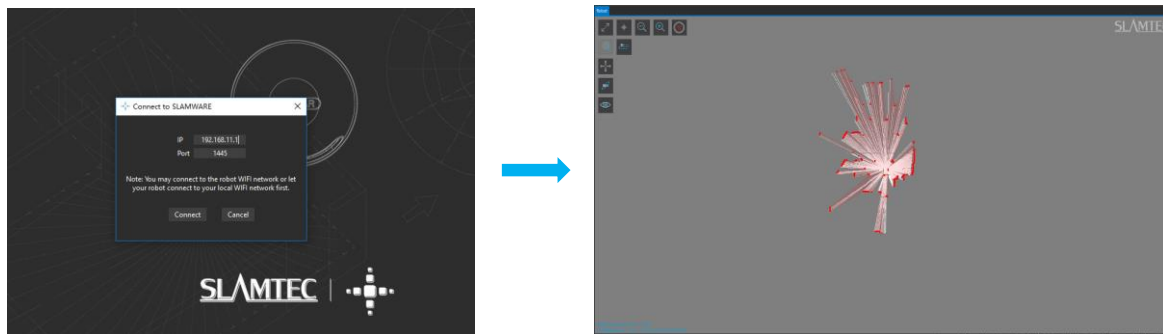 Connect to SLAMWARE
IP 192.168.11.1
Port 1445
Note: You may connect to the robot WIFI network or let
your robot connect to your local WIFI network first.
Connect Cancel
SLAMTEC
SLAMTE